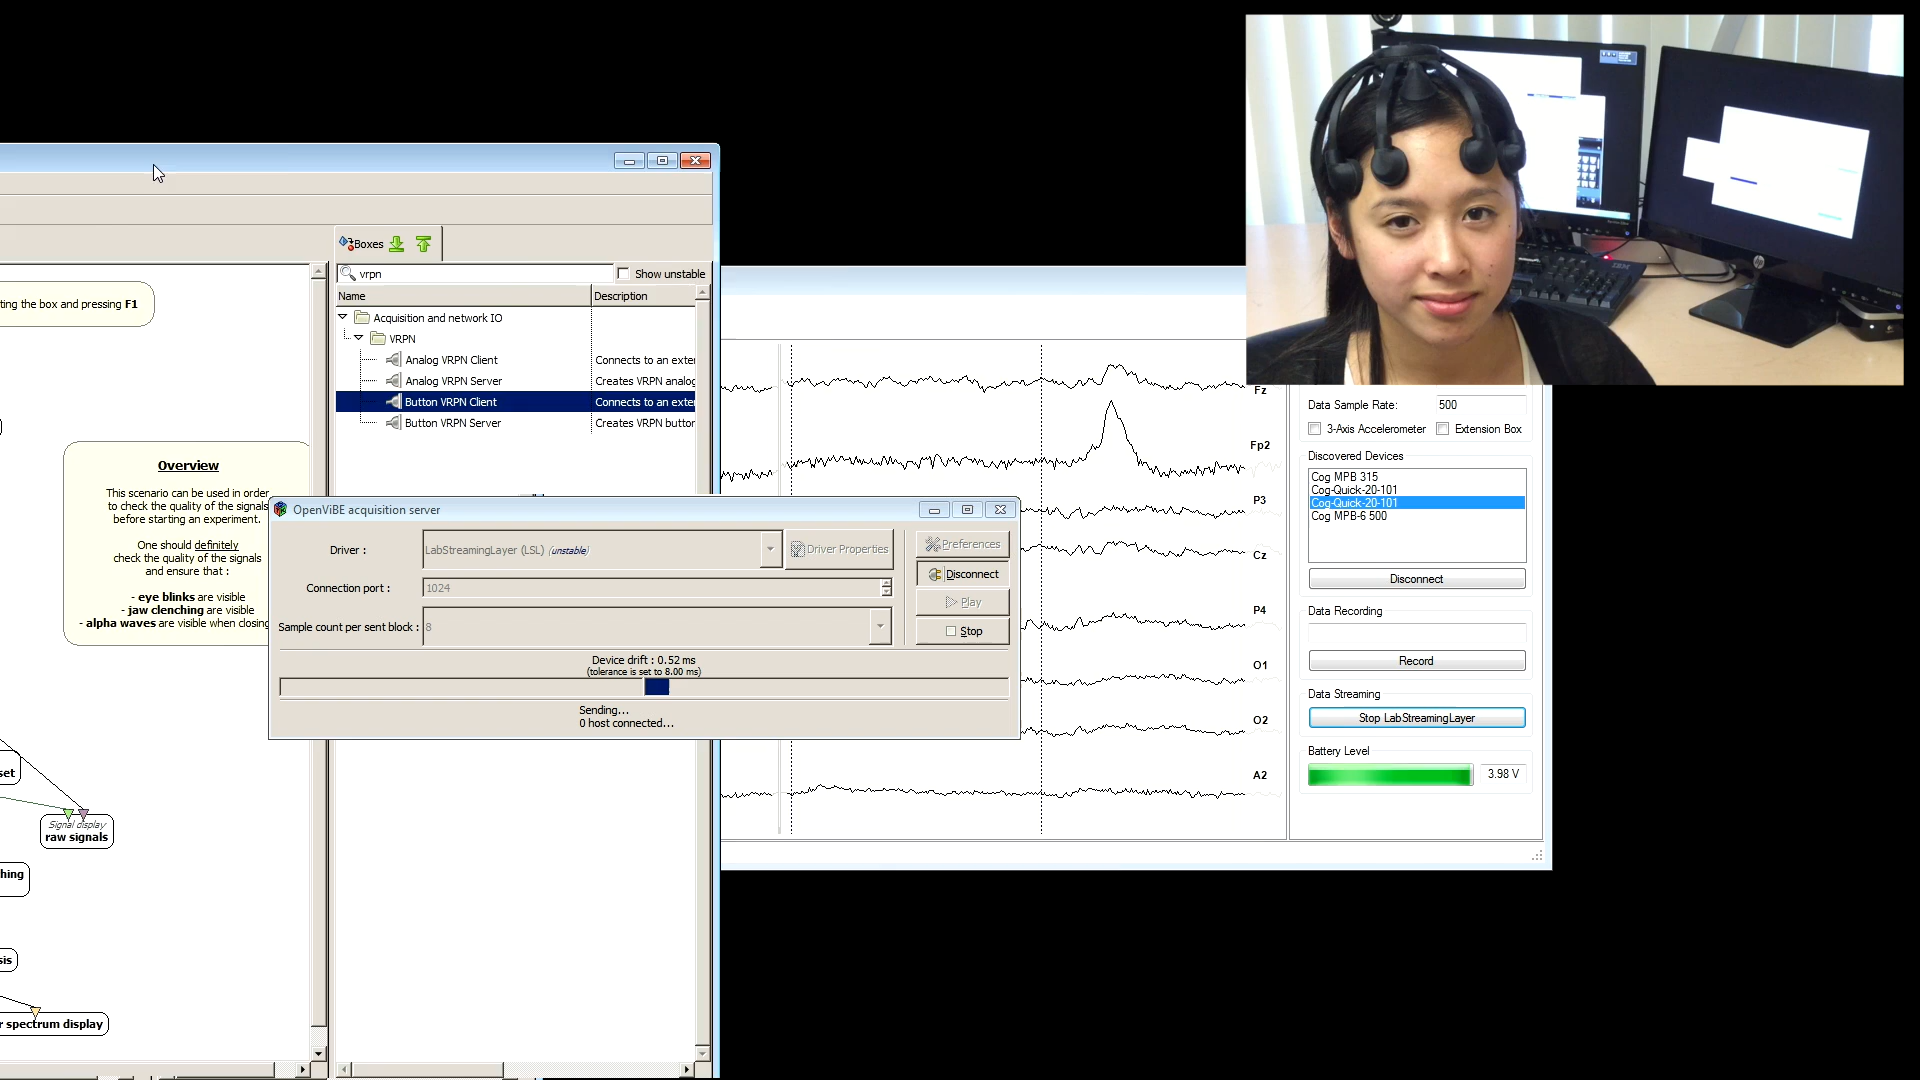 Boxes
vrpn
Show unstable
Name
Description
Acquisition and network IO
VRPN
Analog VRPN Client
Connects to an exter
Analog VRPN Server
Creates VRPN analog
Button VRPN Client
Connects to an exter
Button VRPN Server
Creates VRPN button
ting the box and pressing F1
Overview
This scenario can be used in order
to check the quality of the signals
before starting an experiment.
One should definitely
check the quality of the signals
and ensure that :
- eye blinks are visible
- jaw clenching are visible
- alpha waves are visible when closing
set
Signal display
raw signals
hing
sis
r spectrum display
OpenViBE acquisition server
Driver :
LabStreamingLayer (LSL) (unstable)
Driver Properties
Preferences
Connection port :
1024
Disconnect
Play
Sample count per sent block :
8
Stop
Device drift : 0.52 ms
(tolerance is set to 8.00 ms)
Sending...
0 host connected...
Fz
Fp2
P3
Cz
P4
O1
O2
A2
Data Sample Rate:
500
3-Axis Accelerometer
Extension Box
Discovered Devices
Cog MPB 315
Cog-Quick-20-101
Cog-Quick-20-101
Cog MPB-6 500
Disconnect
Data Recording
Record
Data Streaming
Stop LabStreamingLayer
Battery Level
3.98 V